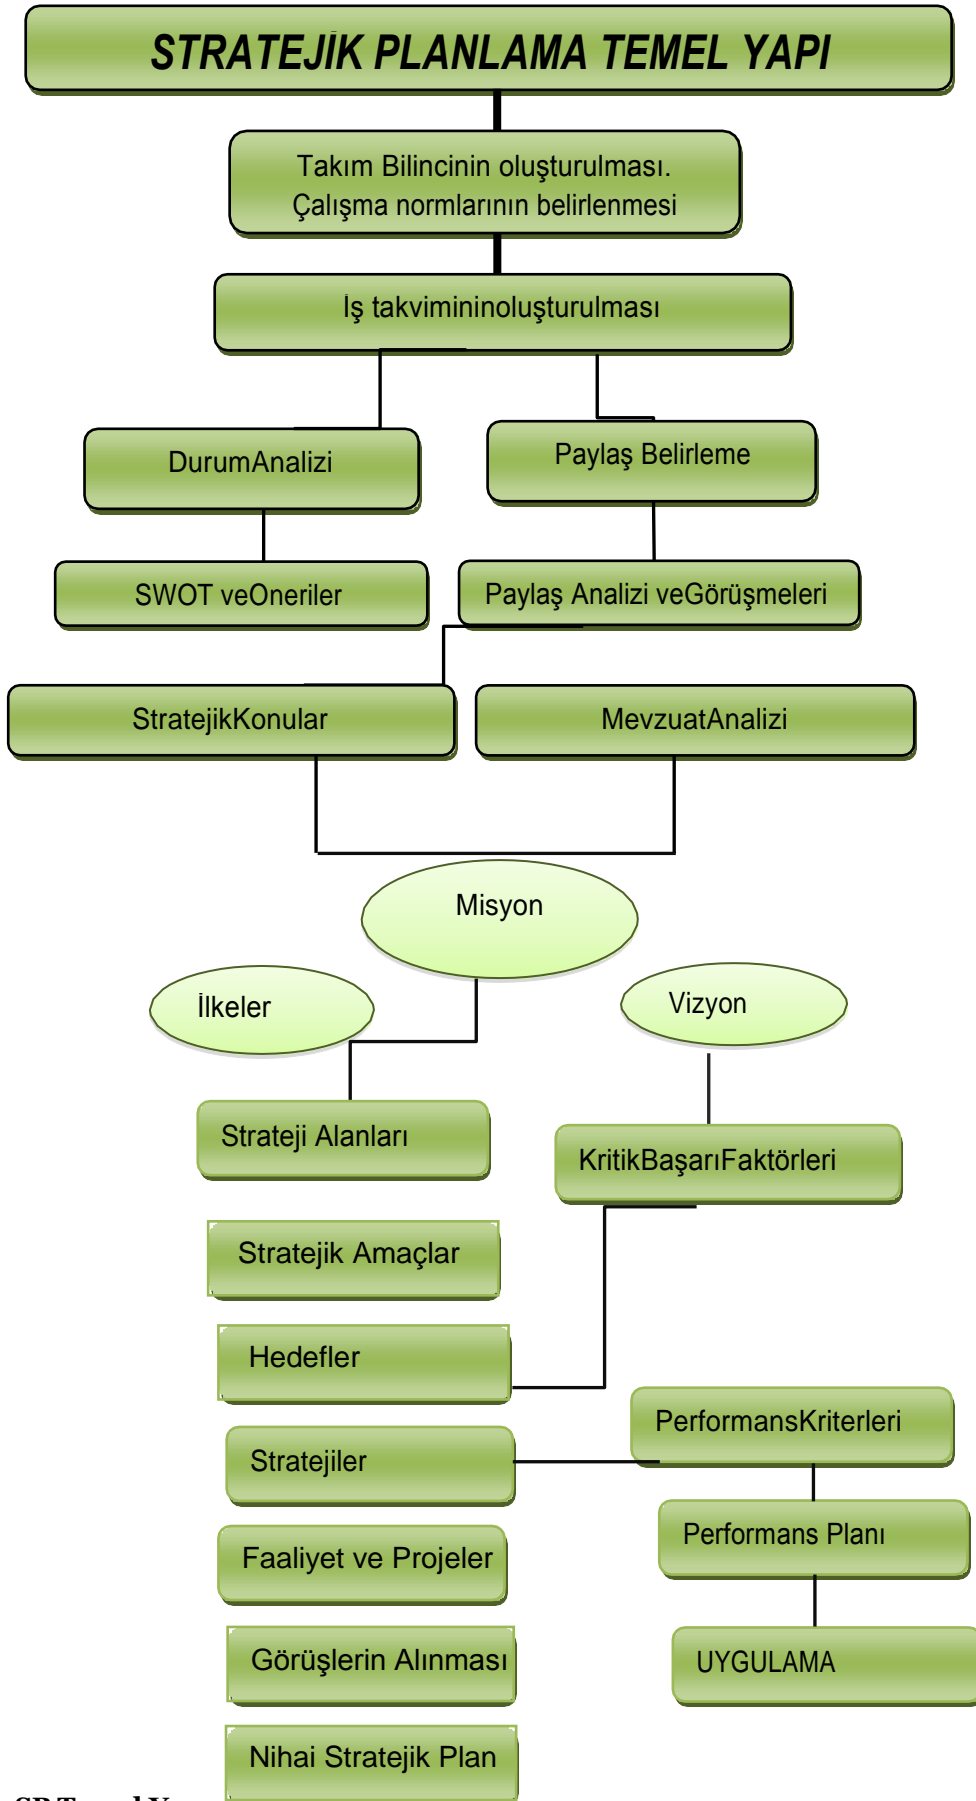 STRATEJİK PLANLAMA TEMEL YAPI
Takım Bilincinin oluşturulması.
Çalışma normlarının belirlenmesi
İş takvimininoluşturulması
DurumAnalizi
Paylaş Belirleme
SWOT veOneriler
Paylaş Analizi veGörüşmeleri
StratejikKonular
MevzuatAnalizi
Misyon
İlkeler
Vizyon
Strateji Alanları
KritikBaşarıFaktörleri
Stratejik Amaçlar
Hedefler
PerformansKriterleri
Stratejiler
Performans Planı
Faaliyet ve Projeler
Görüşlerin Alınması
UYGULAMA
Nihai Stratejik Plan